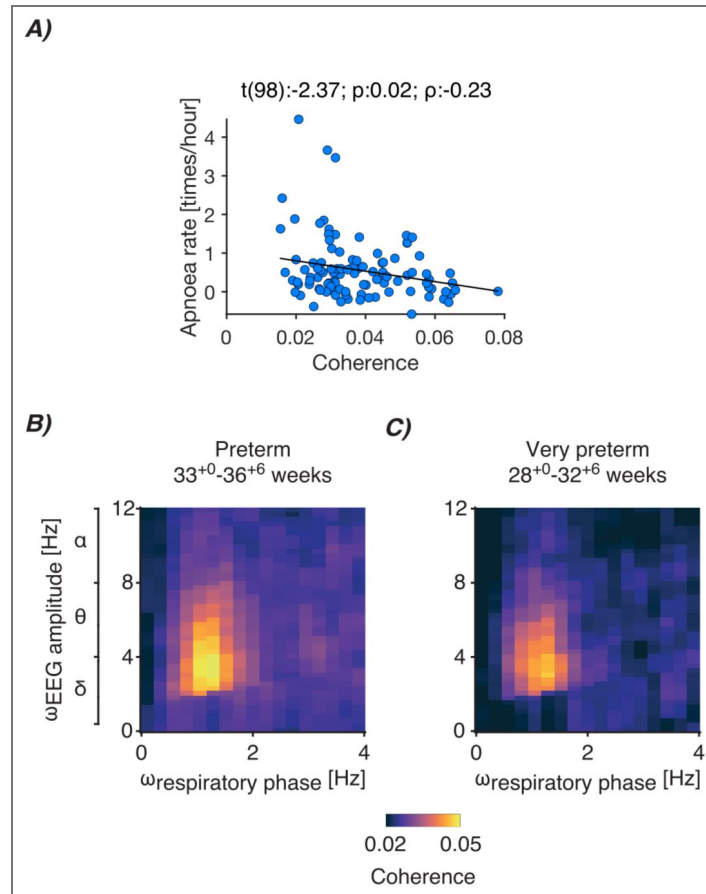 A)
t(98):-2.37; p:0.02; ρ:-0.23
Apnoea rate [times/hour]
4
3
2
1
0
0
0.02
0.04
0.06
0.08
Coherence
B)
Preterm
33+0-36+6 weeks
C)
Very preterm
28+0-32+6 weeks
ωEEG amplitude [Hz]
α
θ
δ
12
8
4
0
0
2
4
ωrespiratory phase [Hz]
12
8
4
0
0
2
4
ωrespiratory phase [Hz]
0.02
0.05
Coherence